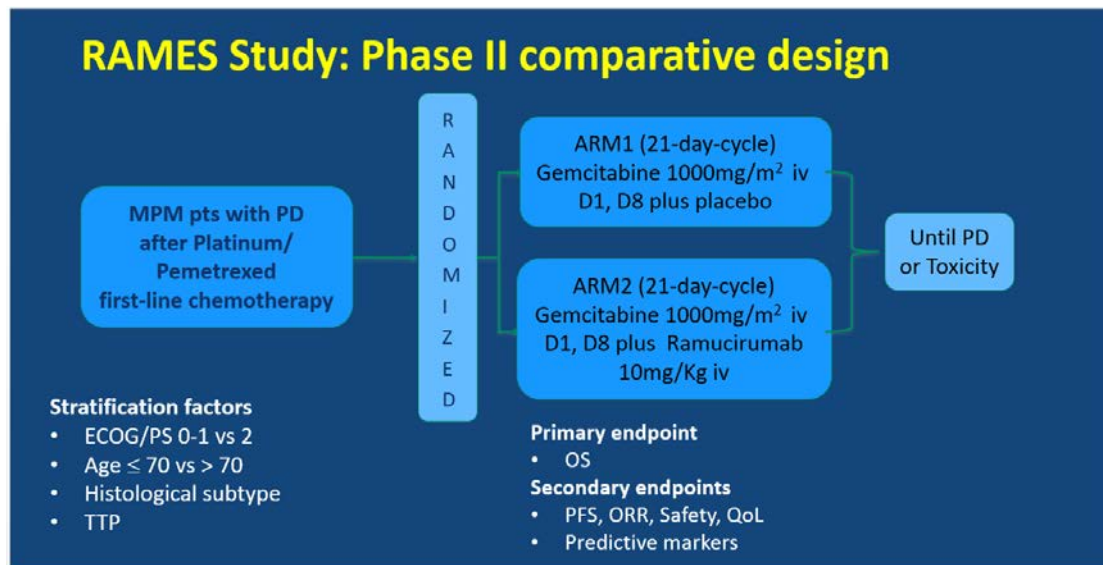 RAMES Study: Phase II comparative design
MPM pts with PD
after Platinum/
Pemetrexed
first-line chemotherapy
R
A
N
D
O
M
I
Z
E
D
ARM1 (21-day-cycle)
Gemcitabine 1000mg/m² iv
D1, D8 plus placebo
ARM2 (21-day-cycle)
Gemcitabine 1000mg/m² iv
D1, D8 plus Ramucirumab
10mg/Kg iv
Until PD
or Toxicity
Stratification factors
• ECOG/PS 0-1 vs 2
• Age ≤ 70 vs > 70
• Histological subtype
• TTP
Primary endpoint
• OS
Secondary endpoints
• PFS, ORR, Safety, QoL
• Predictive markers